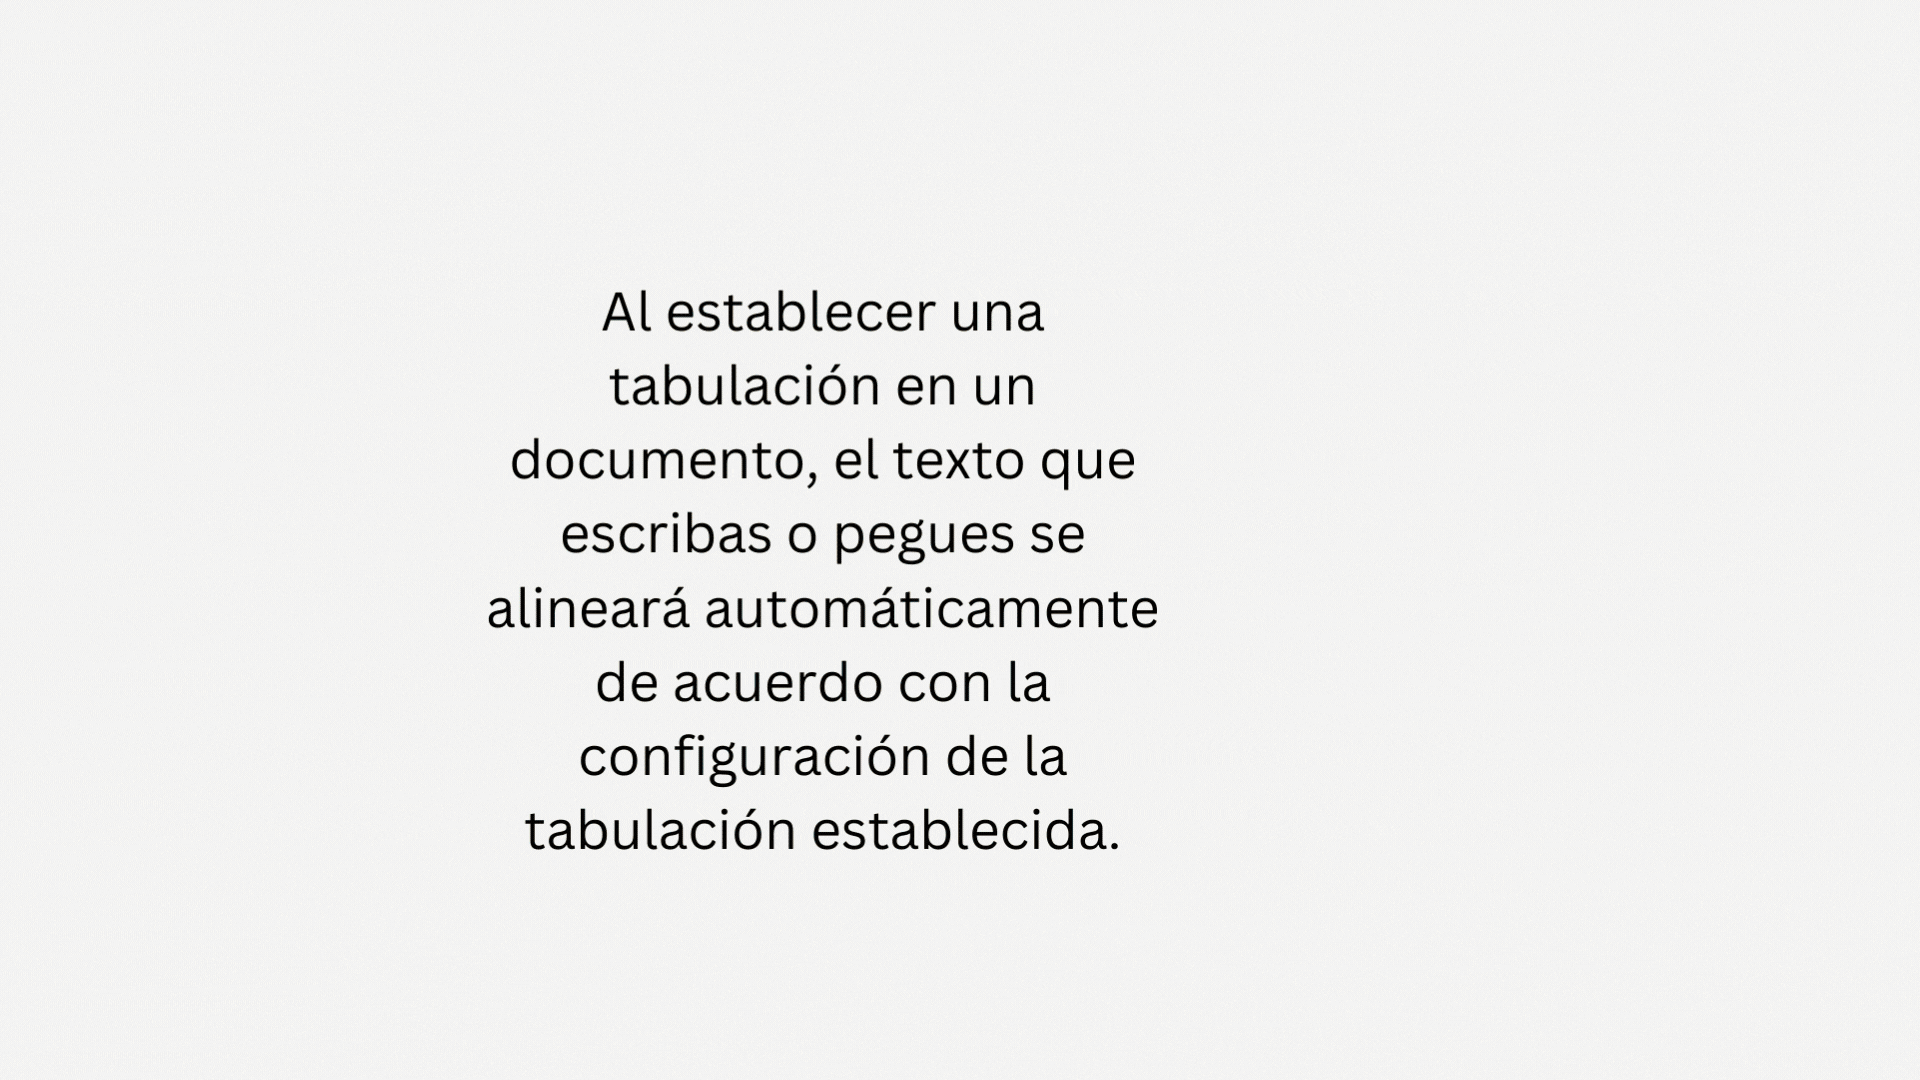 Al establecer una
tabulación en un
documento, el texto que
escribas o pegues se
alineará automáticamente
de acuerdo con la
configuración de la
tabulación establecida.